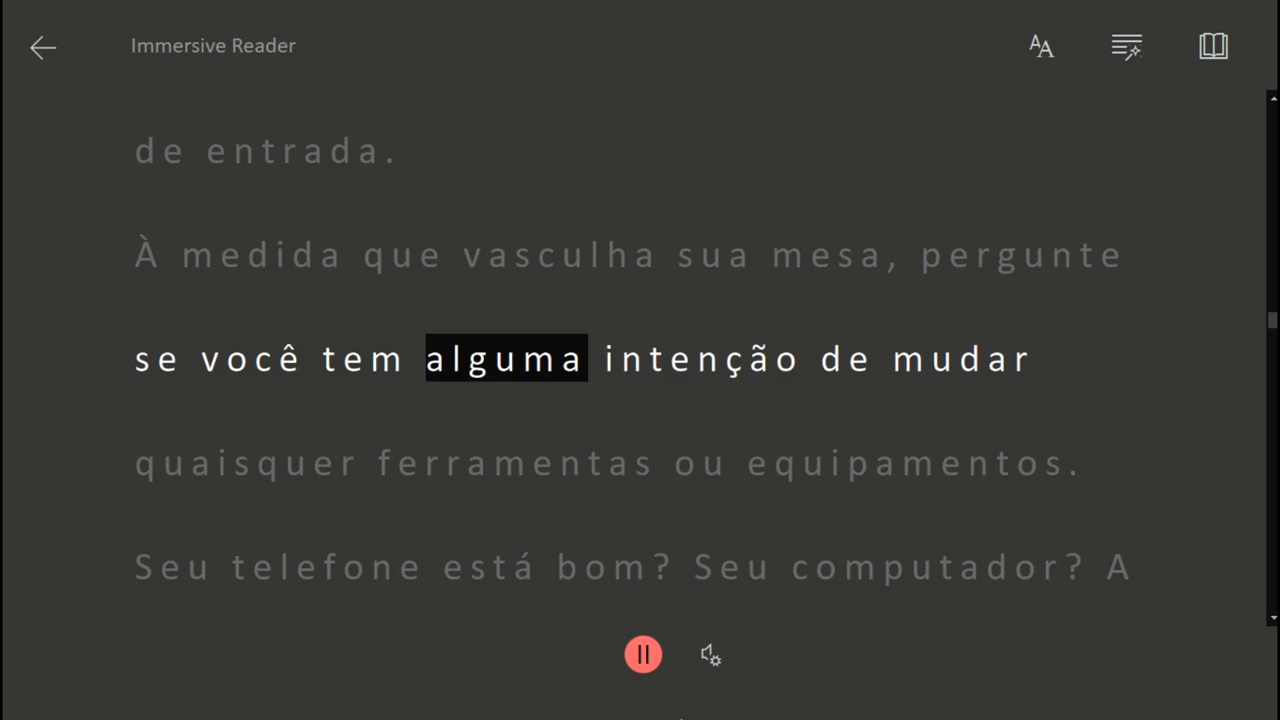 Immersive Reader
de entrada.
À medida que vasculha sua mesa, pergunte
se você tem alguma intenção de mudar
quaisquer ferramentas ou equipamentos.
Seu telefone está bom? Seu computador? A